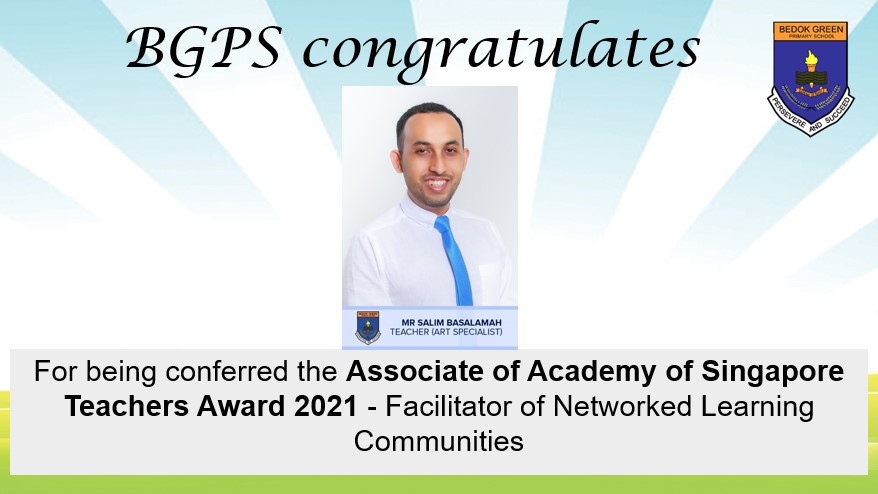 BGPS congratulates
BEDOK GREEN
PRIMARY SCHOOL
PERSEVERE AND SUCCEED
MR SALIM BASALAMAH
TEACHER (ART SPECIALIST)
For being conferred the Associate of Academy of Singapore
Teachers Award 2021 - Facilitator of Networked Learning
Communities